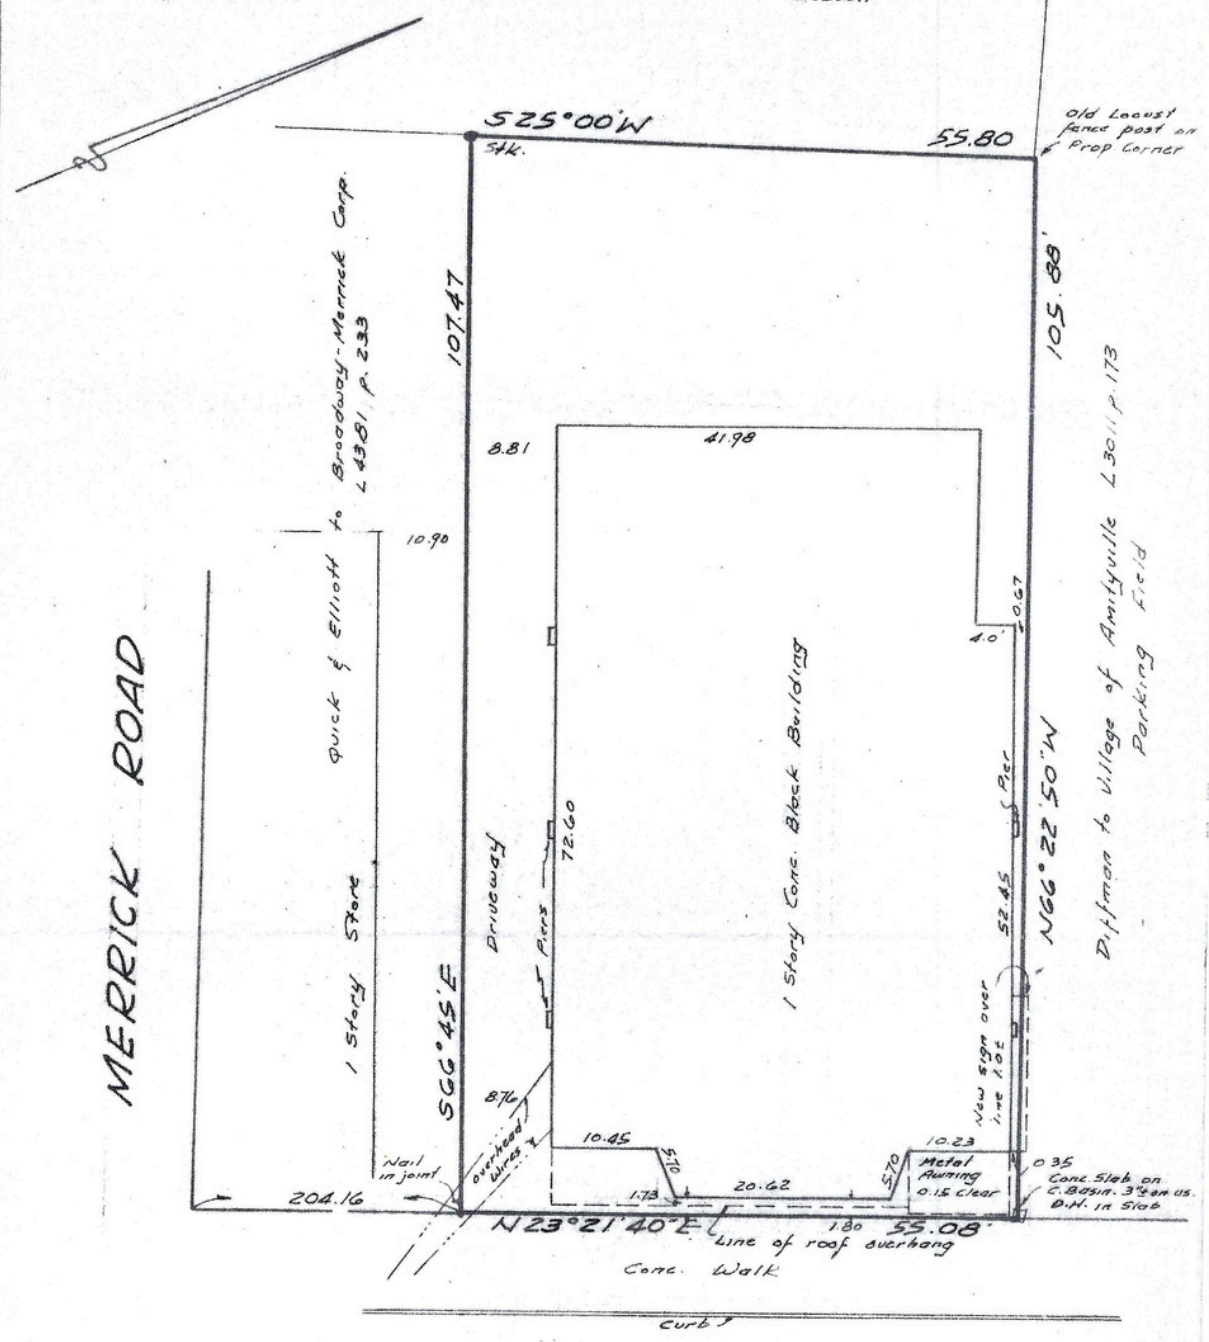 S25°00'W
55.80
Stk.
Old Locust
fence post on
Prop. Corner
107.47
105.88'
Quick & Elliott to Broadway-Merrick Corp.
L 4381 p. 233
Diffman to Village of Amityville L 3011 p. 173
Parking Field
8.81
41.98
10.90
0.67
4.0'
MERRICK ROAD
1 Story Store
Driveway
Piers
72.60
1 Story Conc. Block Building
Pier
52.45
N66°22'50"W
S66°45'E
New sign over
line 1.0±
8.76
overhead
wires
10.45
5.70
5.70
10.23
Metal
Awning
0.15 clear
0.35
Conc. Slab on
C. Basin. 3"± on us.
D.H. in Slab
Nail
in joint
204.16
1.73
20.62
N 23°21'40"E
1.80
55.08'
Line of roof overhang
Conc. Walk
Curb